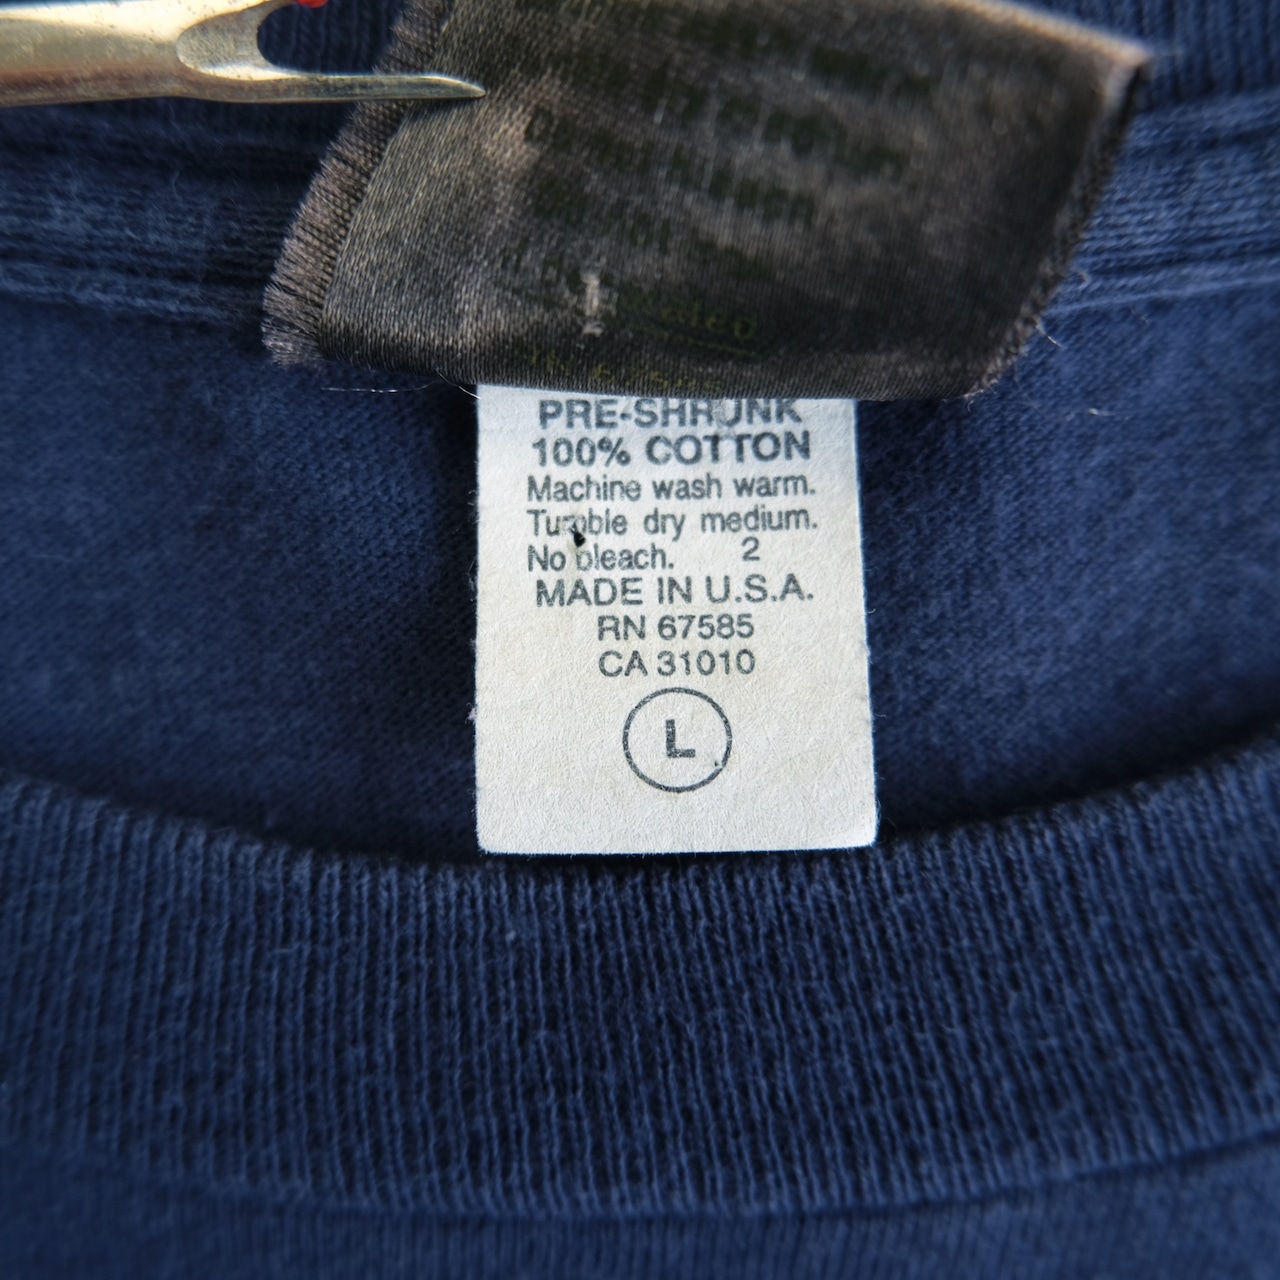 PRE-SHRUNK
100% COTTON
Machine wash warm.
Tumble dry medium.
No bleach. 2
MADE IN U.S.A.
RN 67585
CA 31010
L